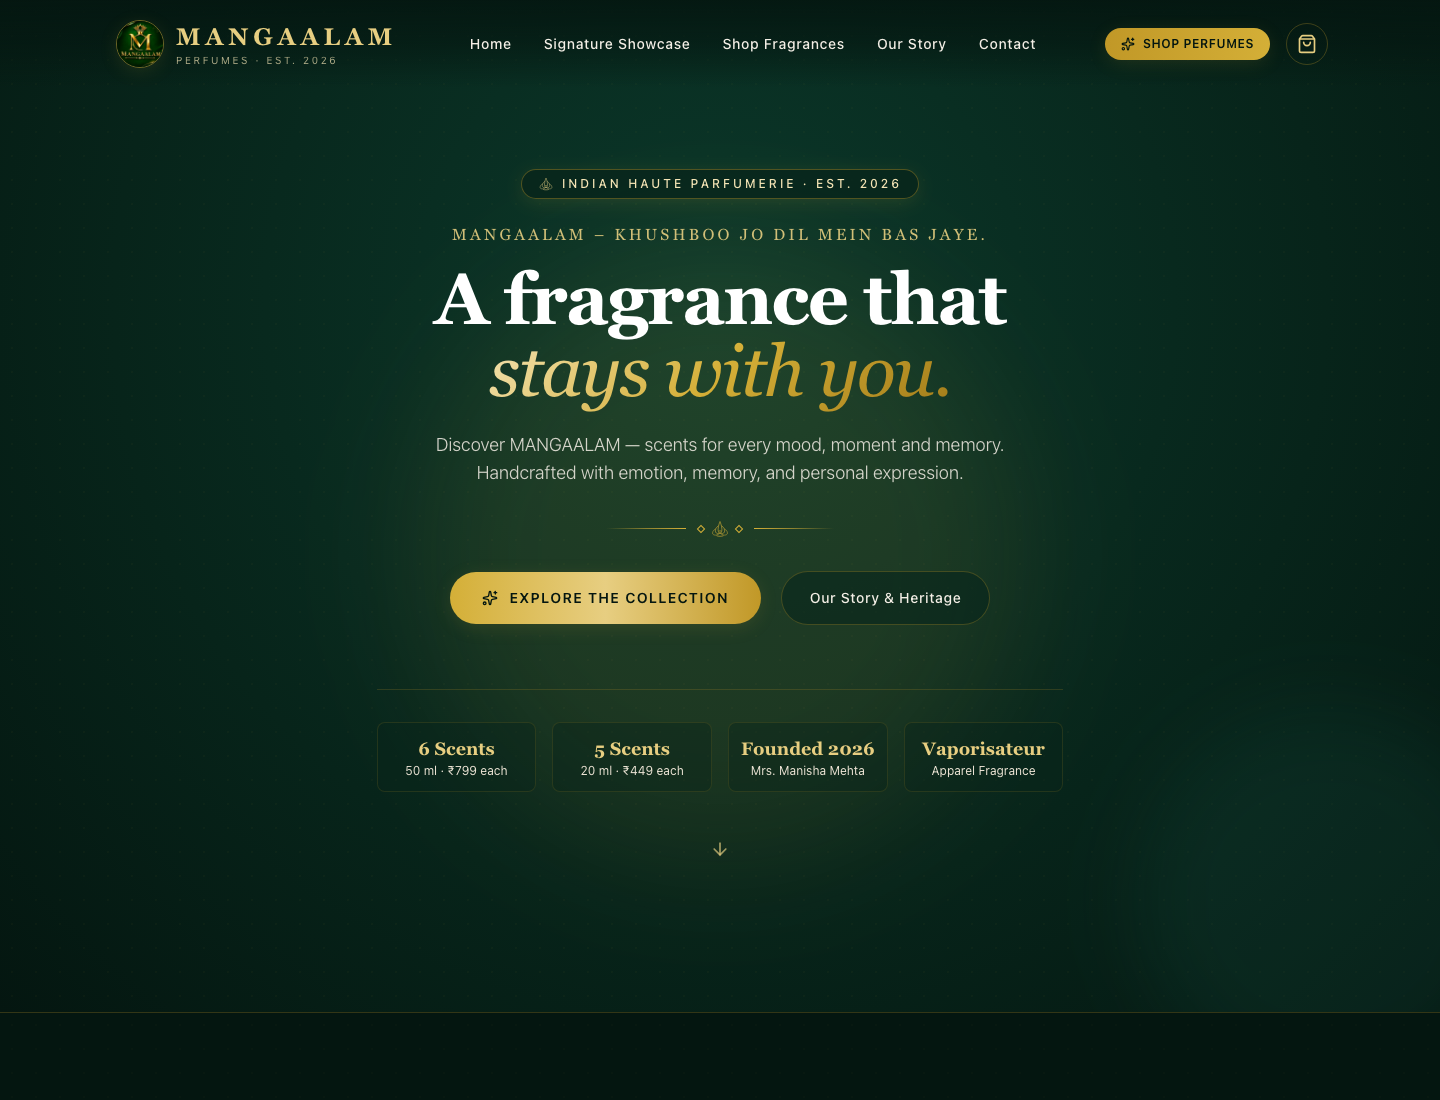 MANGAALAM
MANGAALAM
PERFUMES · EST. 2026
Home
Signature Showcase
Shop Fragrances
Our Story
Contact
SHOP PERFUMES
INDIAN HAUTE PARFUMERIE · EST. 2026
MANGAALAM – KHUSHBOO JO DIL MEIN BAS JAYE.
A fragrance that
stays with you.
Discover MANGAALAM — scents for every mood, moment and memory.
Handcrafted with emotion, memory, and personal expression.
EXPLORE THE COLLECTION
Our Story & Heritage
6 Scents
50 ml · ₹799 each
5 Scents
20 ml · ₹449 each
Founded 2026
Mrs. Manisha Mehta
Vaporisateur
Apparel Fragrance